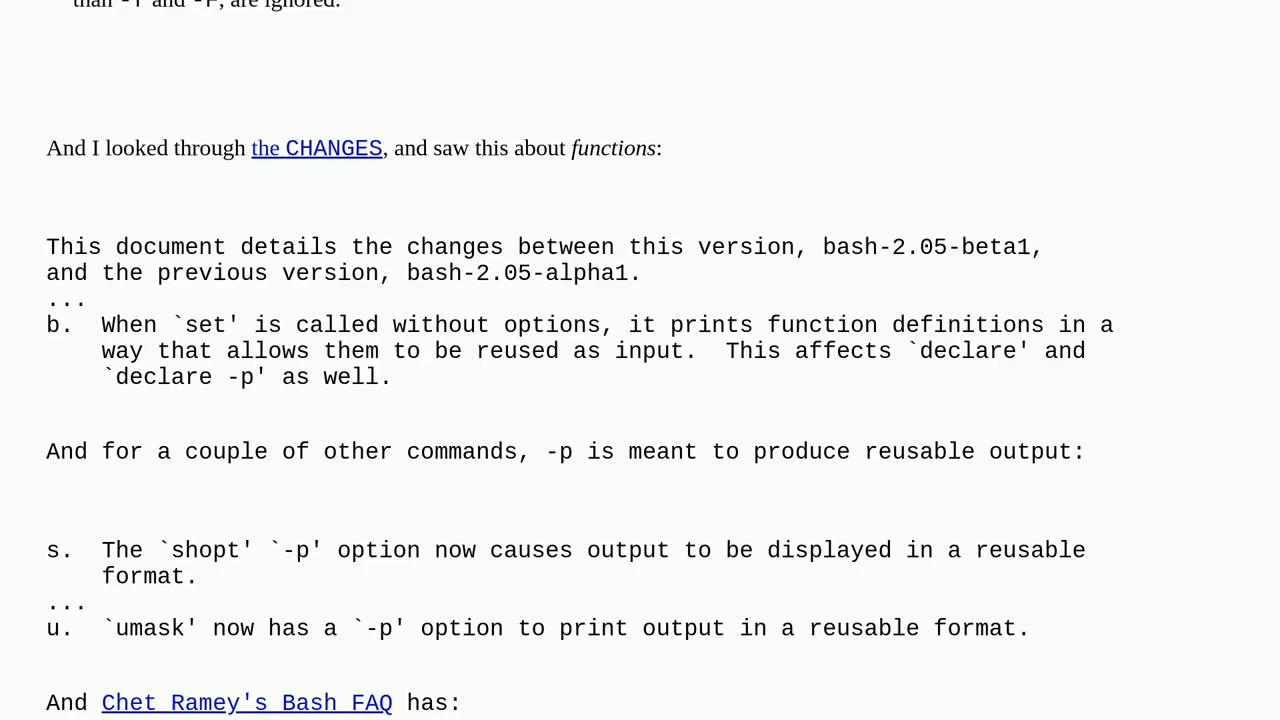 than -f and -F, are ignored.
And I looked through the CHANGES, and saw this about functions:
This document details the changes between this version, bash-2.05-beta1,
and the previous version, bash-2.05-alpha1.
...
b.  When `set' is called without options, it prints function definitions in a
    way that allows them to be reused as input.  This affects `declare' and
    `declare -p' as well.
And for a couple of other commands, -p is meant to produce reusable output:
s.  The `shopt' `-p' option now causes output to be displayed in a reusable
    format.
...
u.  `umask' now has a `-p' option to print output in a reusable format.
And Chet Ramey's Bash FAQ has: